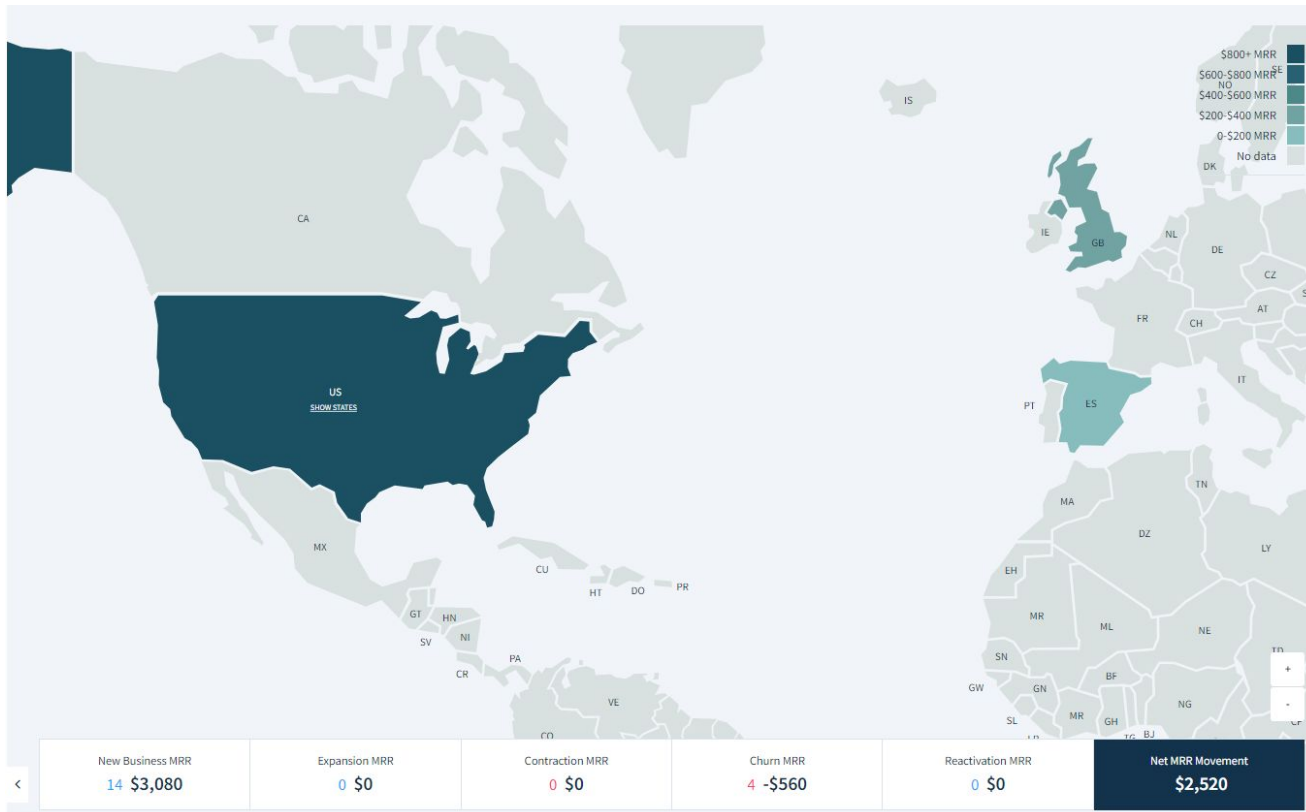 $800+ MRR
$600-$800 MRR
SE
NO
$400-$600 MRR
$200-$400 MRR
0-$200 MRR
No data
IS
DK
CA
IE
GB
NL
DE
CZ
AT
FR
CH
IT
US
SHOW STATES
PT
ES
MA
TN
DZ
LY
MX
CU
HT
DO
PR
EH
GT
HN
SV
NI
MR
ML
NE
PA
CR
SN
TD
+
GW
GN
BF
VE
SL
MR
GH
NG
-
CO
TG
BJ
CF
<
New Business MRR
14 $3,080
Expansion MRR
0 $0
Contraction MRR
0 $0
Churn MRR
4 -$560
Reactivation MRR
0 $0
Net MRR Movement
$2,520